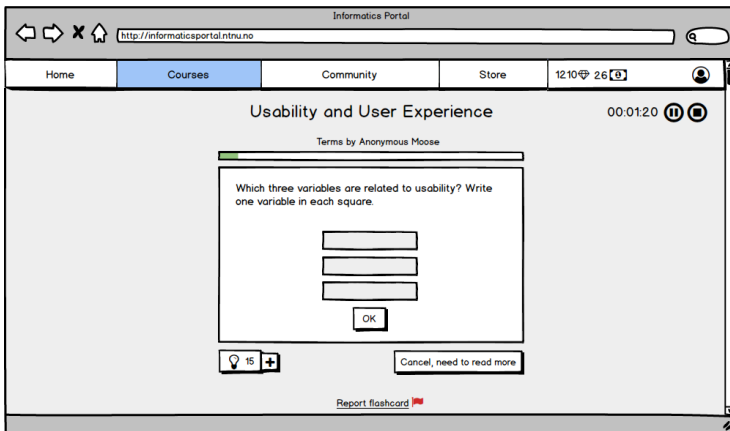 Informatics Portal
http://informaticsportal.ntnu.no
Home Courses Community Store 1210 26
Usability and User Experience 00:01:20
Terms by Anonymous Moose
Which three variables are related to usability? Write
one variable in each square.
OK
15 +
Cancel, need to read more
Report flashcard